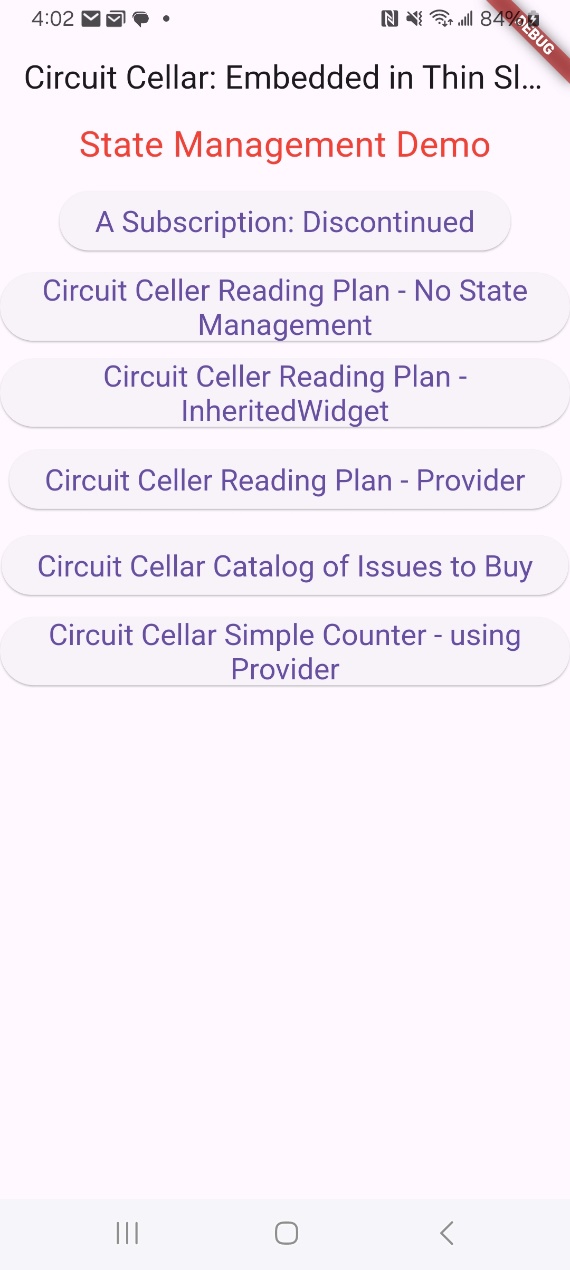 4:02 84%
DEBUG
Circuit Cellar: Embedded in Thin Sl...
State Management Demo
A Subscription: Discontinued
Circuit Celler Reading Plan - No State
Management
Circuit Celler Reading Plan -
InheritedWidget
Circuit Celler Reading Plan - Provider
Circuit Cellar Catalog of Issues to Buy
Circuit Cellar Simple Counter - using
Provider